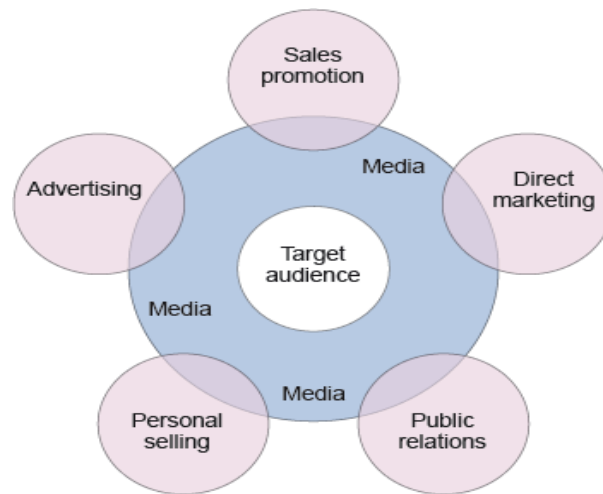 Sales
promotion
Media
Advertising
Direct
marketing
Target
audience
Media
Media
Personal
selling
Public
relations